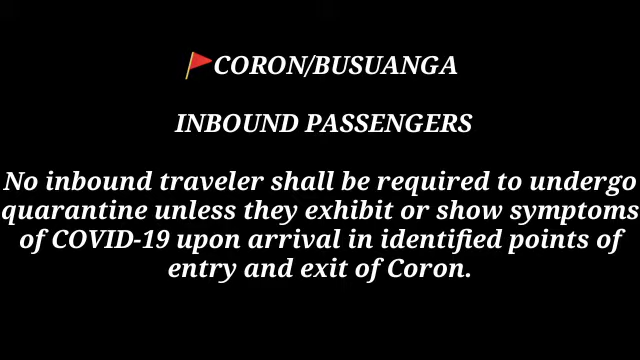 🚩CORON/BUSUANGA
INBOUND PASSENGERS
No inbound traveler shall be required to undergo
quarantine unless they exhibit or show symptoms
of COVID-19 upon arrival in identified points of
entry and exit of Coron.